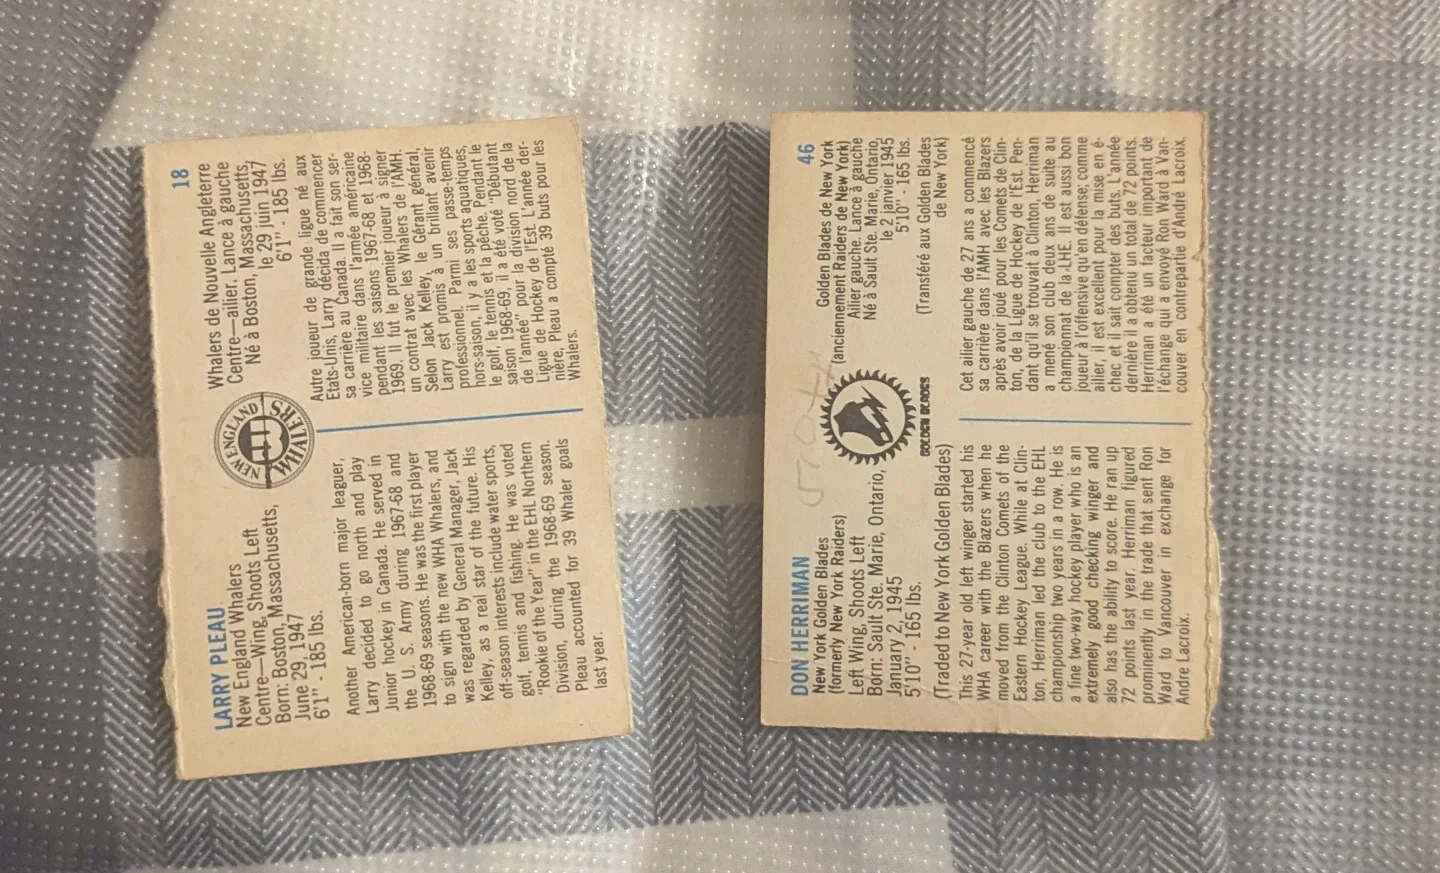 LARRY PLEAU
18
New England Whalers
Centre—Wing, Shoots Left
Born: Boston, Massachusetts,
June 29, 1947
6'1" - 185 lbs.
NEW ENGLAND
WHALERS
Whalers de Nouvelle Angleterre
Centre—ailier, Lance à gauche
Né à Boston, Massachusetts,
le 29 juin 1947
6'1" - 185 lbs.
Another American-born major leaguer,
Larry decided to go north and play
Junior hockey in Canada. He served in
the U. S. Army during 1967-68 and
1968-69 seasons. He was the first player
to sign with the new WHA Whalers, and
was regarded by General Manager, Jack
Kelley, as a real star of the future. His
off-season interests include water sports,
golf, tennis and fishing. He was voted
"Rookie of the Year" in the EHL Northern
Division, during the 1968-69 season.
Pleau accounted for 39 Whaler goals
last year.
Autre joueur de grande ligue né aux
Etats-Unis, Larry décida de commencer
sa carrière au Canada. Il a fait son ser-
vice militaire dans l'armée américaine
pendant les saisons 1967-68 et 1968-
1969. Il fut le premier joueur à signer
un contrat avec les Whalers de l'AMH.
Selon Jack Kelley, le Gérant général,
Larry est promis à un brillant avenir
professionnel. Parmi ses passe-temps
hors-saison, il y a les sports aquatiques,
le golf, le tennis et la pêche. Pendant le
saison 1968-69, il a été voté "Débutant
de l'année" pour la division nord de la
Ligue de Hockey de l'Est. L'année der-
nière, Pleau a compté 39 buts pour les
Whalers.
DON HERRIMAN
46
New York Golden Blades
(formerly New York Raiders)
Left Wing, Shoots Left
Born: Sault Ste. Marie, Ontario,
January 2, 1945
5'10" - 165 lbs.
(Traded to New York Golden Blades)
GOLDEN BLADES
Golden Blades de New York
(anciennement Raiders de New York)
Ailier gauche. Lance à gauche
Né à Sault Ste. Marie, Ontario,
le 2 janvier 1945
5'10" - 165 lbs.
(Transféré aux Golden Blades
de New York)
This 27-year old left winger started his
WHA career with the Blazers when he
moved from the Clinton Comets of the
Eastern Hockey League. While at Clin-
ton, Herriman led the club to the EHL
championship two years in a row. He is
a fine two-way hockey player who is an
extremely good checking winger and
also has the ability to score. He ran up
72 points last year. Herriman figured
prominently in the trade that sent Ron
Ward to Vancouver in exchange for
Andre Lacroix.
Cet ailier gauche de 27 ans a commencé
sa carrière dans l'AMH avec les Blazers
après avoir joué pour les Comets de Clin-
ton, de la Ligue de Hockey de l'Est. Pen-
dant qu'il se trouvait à Clinton, Herriman
a mené son club deux ans de suite au
championnat de la LHE. Il est aussi bon
joueur à l'offensive qu'en défense; comme
ailier, il est excellent pour la mise en é-
chec et il sait compter des buts. L'année
dernière il a obtenu un total de 72 points.
Herriman a été un facteur important de
l'échange qui a envoyé Ron Ward à Van-
couver en contrepartie d'André Lacroix.